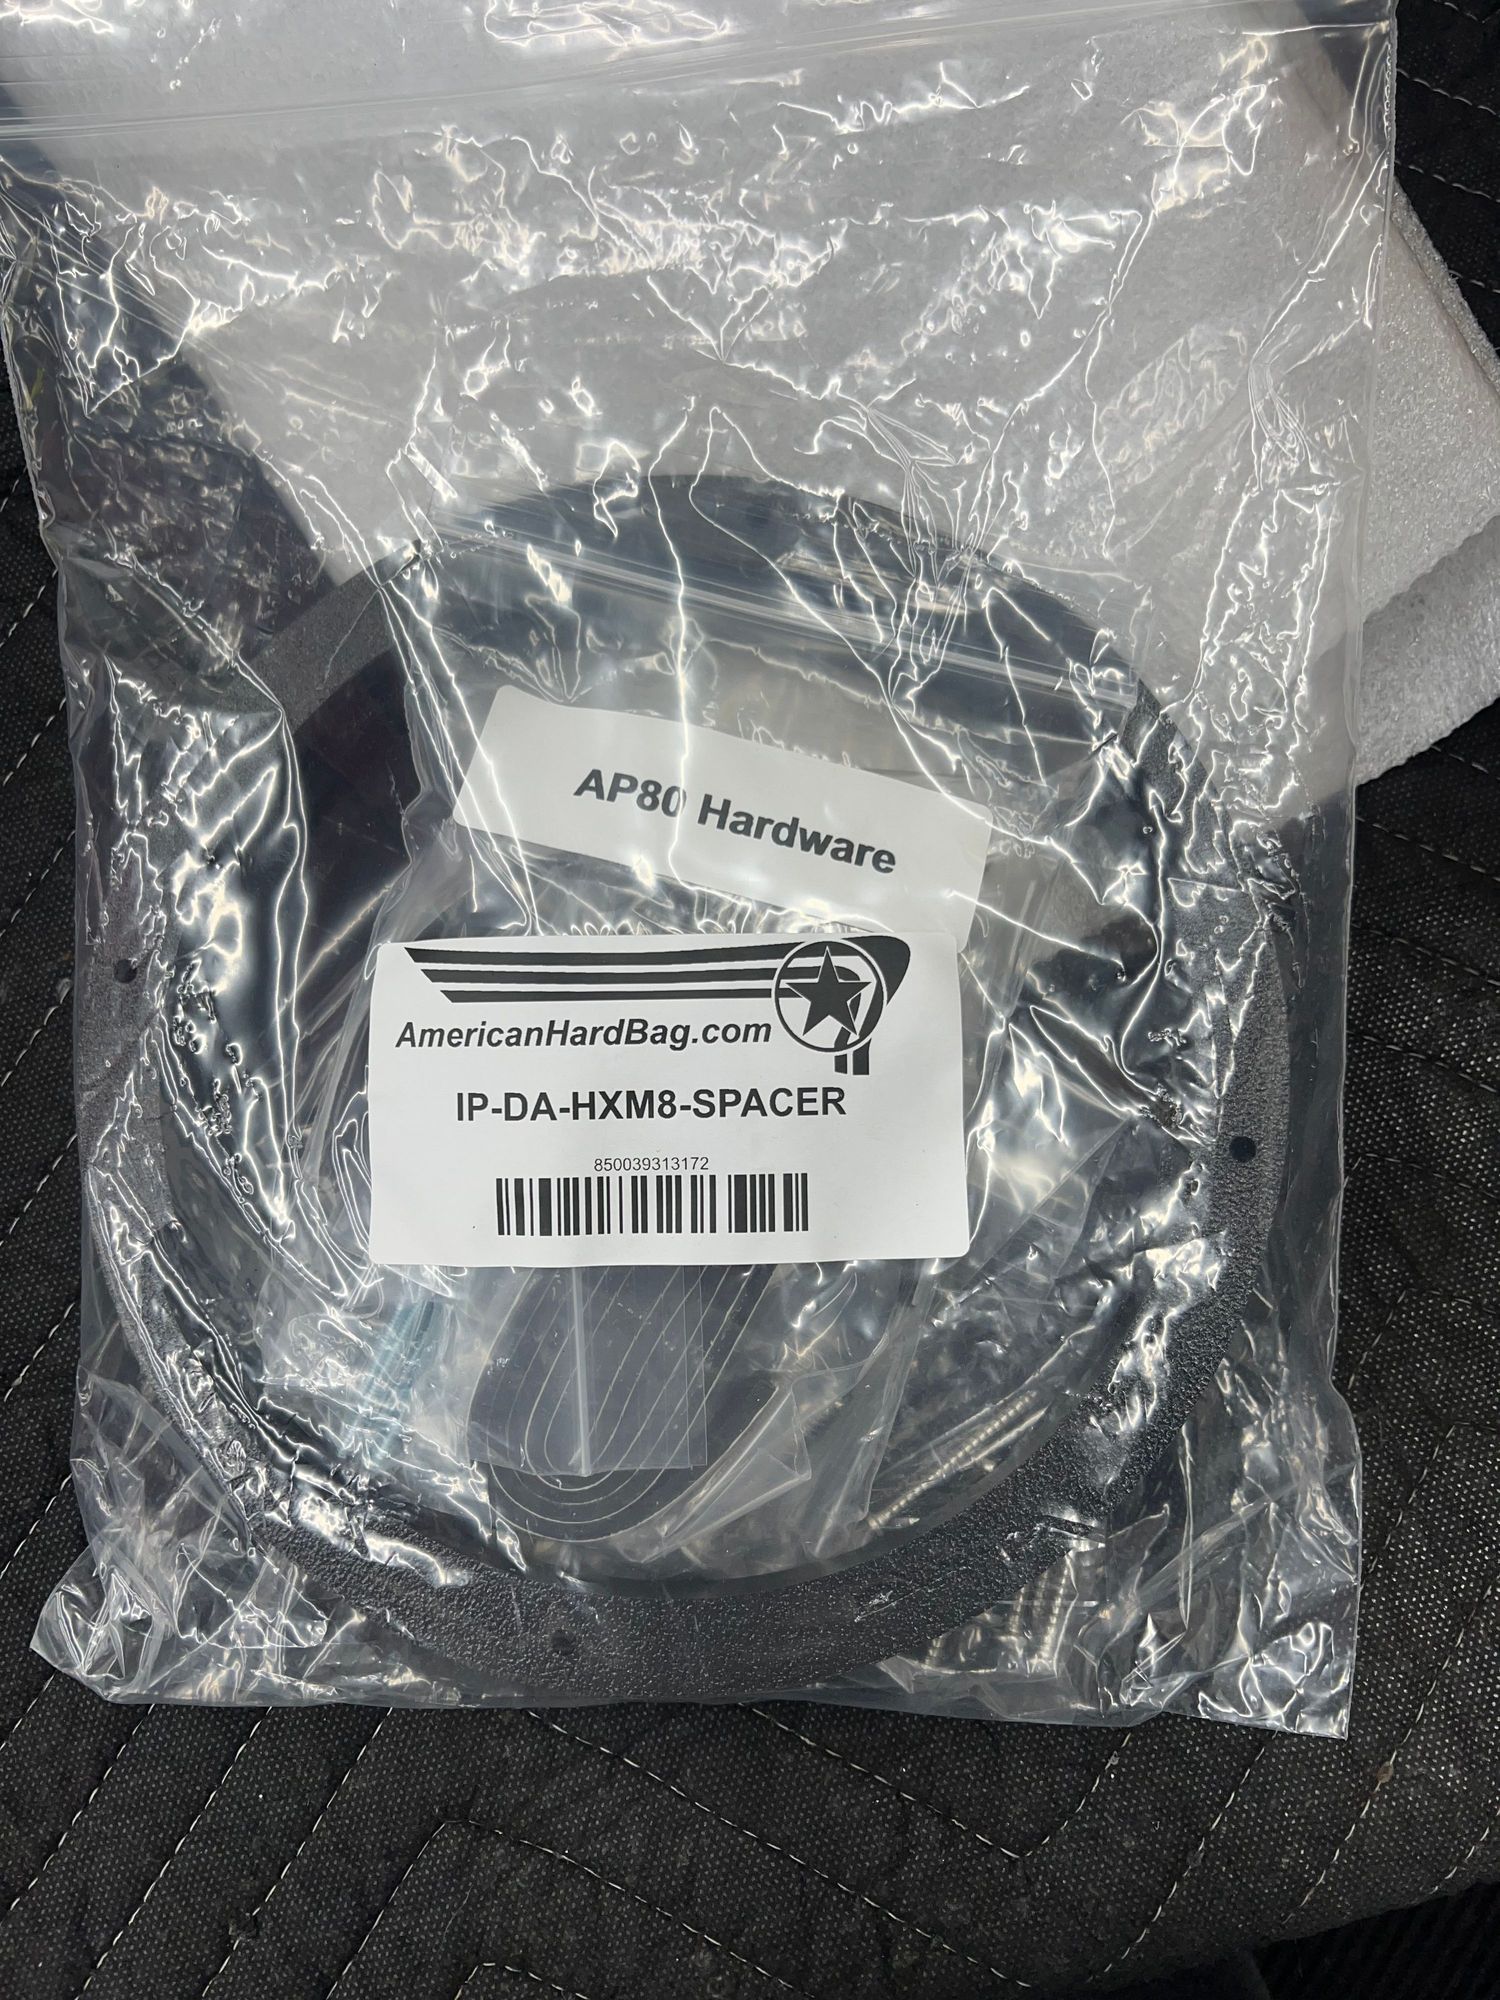 AP80 Hardware
AmericanHardBag.com
IP-DA-HXM8-SPACER
850039313172